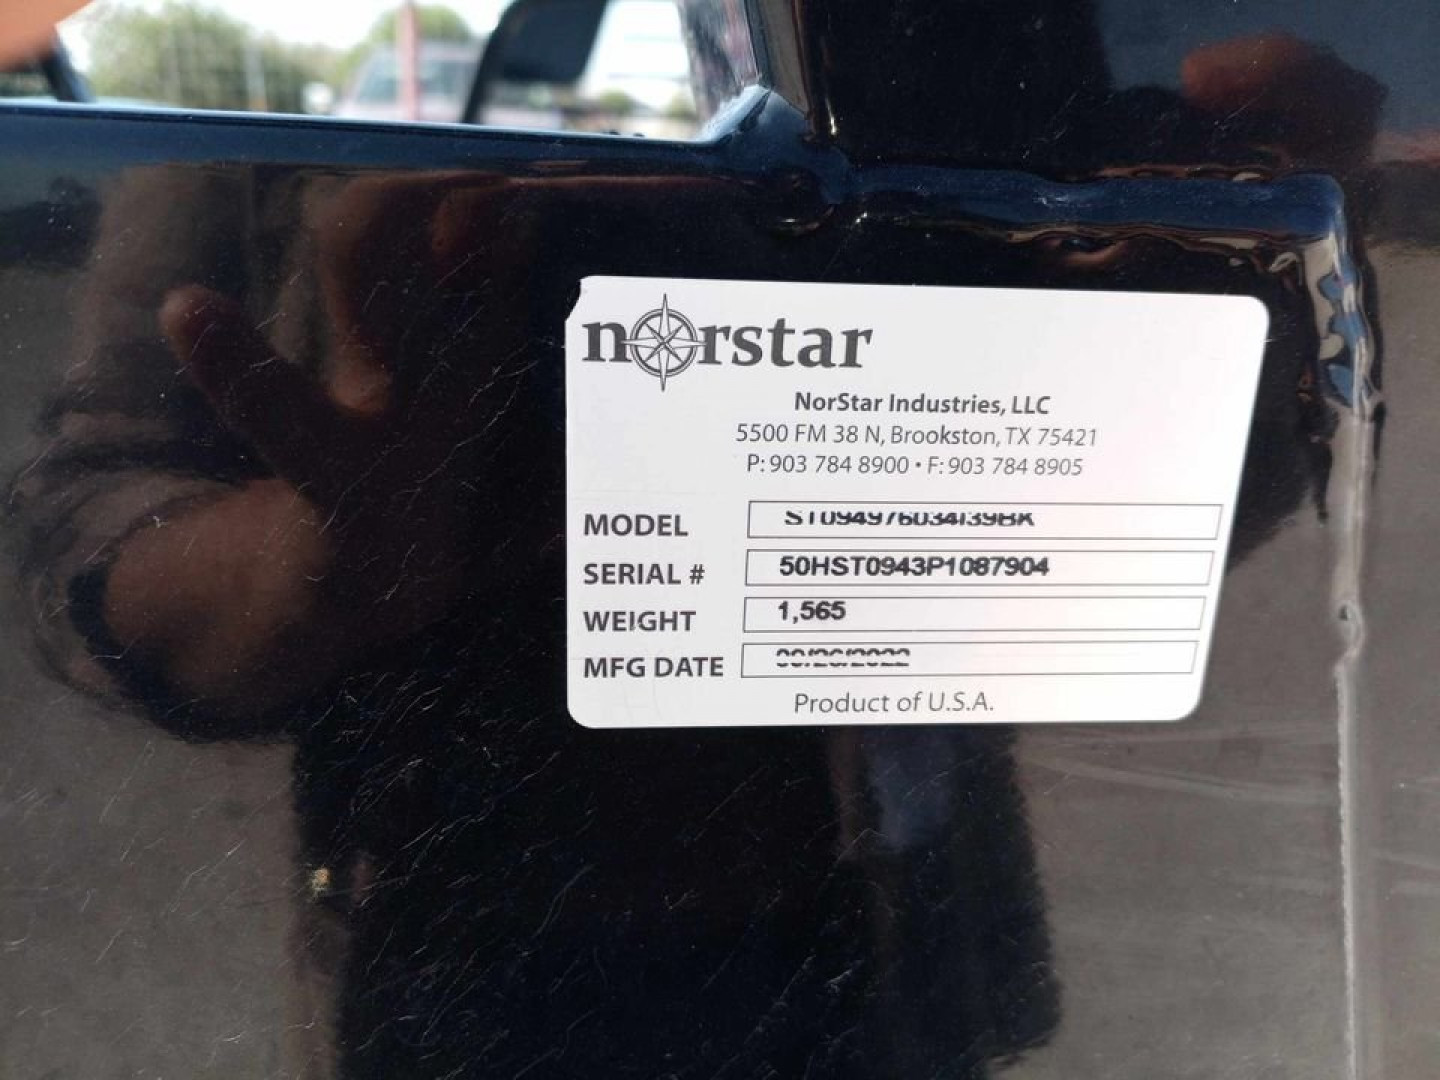 norstar
NorStar Industries, LLC
5500 FM 38 N, Brookston, TX 75421
P: 903 784 8900 • F: 903 784 8905
MODEL
SERIAL # 50HST0943P1087904
WEIGHT 1,565
MFG DATE
Product of U.S.A.